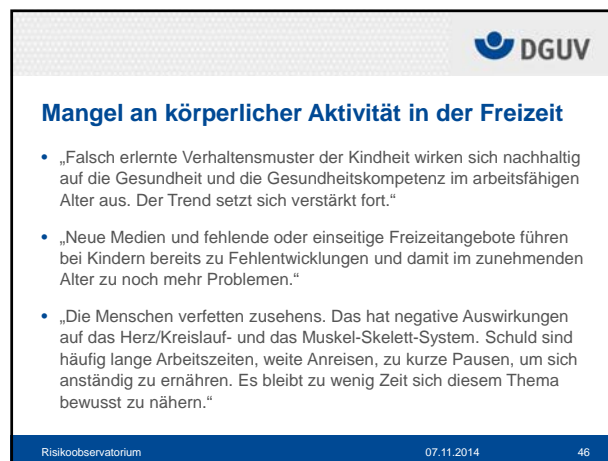 DGUV
Mangel an körperlicher Aktivität in der Freizeit
• „Falsch erlernte Verhaltensmuster der Kindheit wirken sich nachhaltig
auf die Gesundheit und die Gesundheitskompetenz im arbeitsfähigen
Alter aus. Der Trend setzt sich verstärkt fort.“
• „Neue Medien und fehlende oder einseitige Freizeitangebote führen
bei Kindern bereits zu Fehlentwicklungen und damit im zunehmenden
Alter zu noch mehr Problemen.“
• „Die Menschen verfetten zusehens. Das hat negative Auswirkungen
auf das Herz/Kreislauf- und das Muskel-Skelett-System. Schuld sind
häufig lange Arbeitszeiten, weite Anreisen, zu kurze Pausen, um sich
anständig zu ernähren. Es bleibt zu wenig Zeit sich diesem Thema
bewusst zu nähern.“
Risikoobservatorium 07.11.2014 46